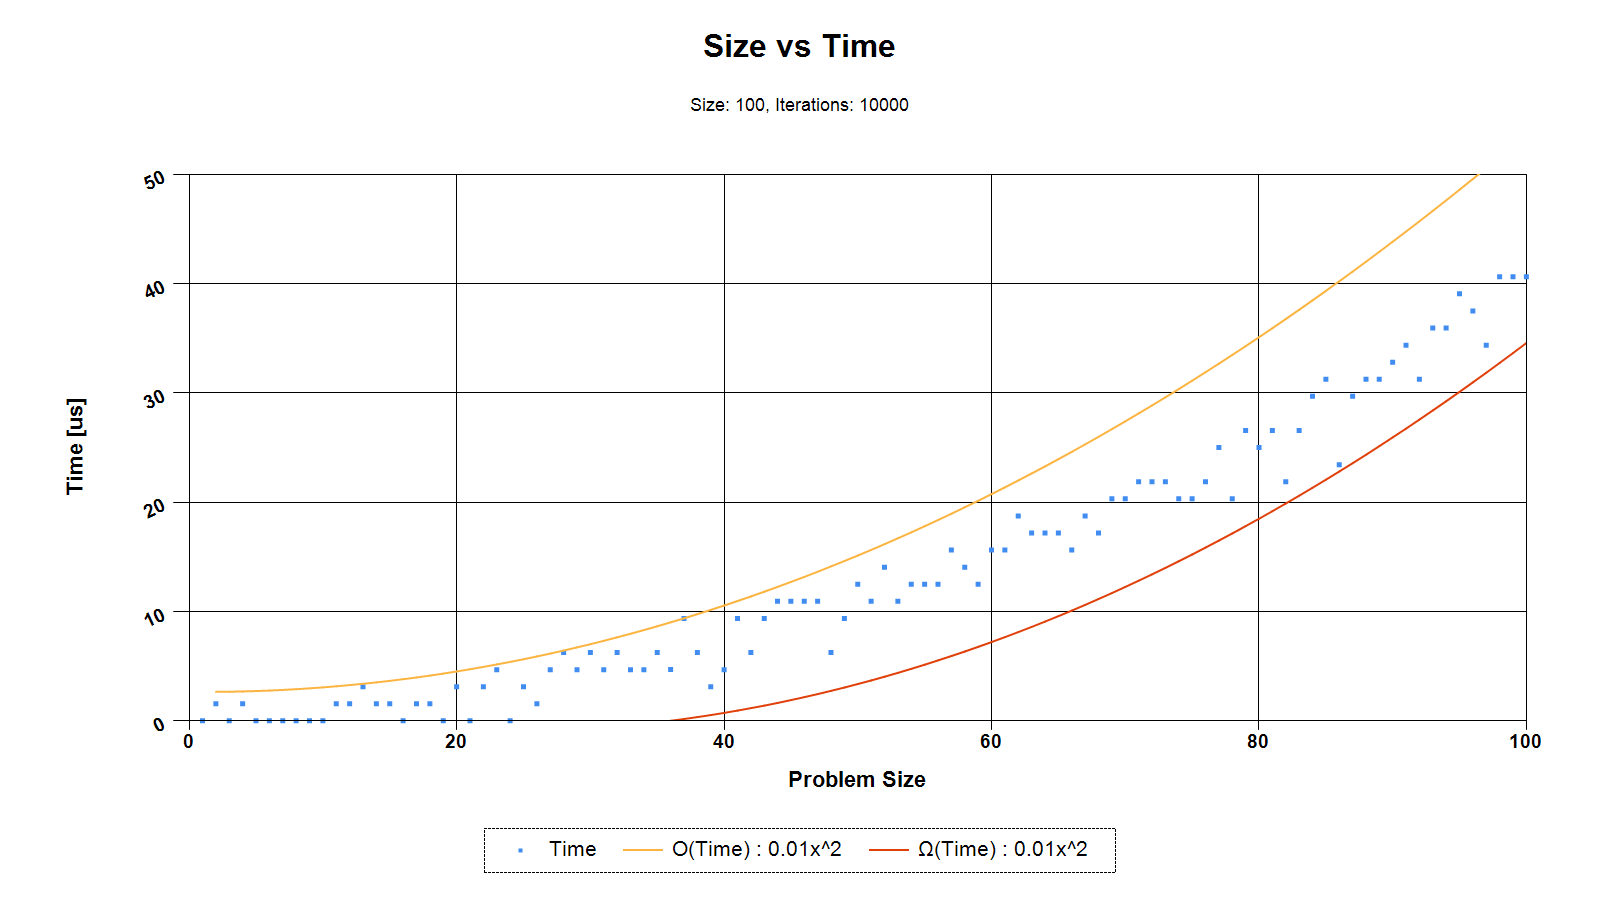 Size vs Time
Size: 100, Iterations: 10000
50
40
30
20
10
0
Time [us]
0 20 40 60 80 100
Problem Size
Time O(Time) : 0.01x^2 Ω(Time) : 0.01x^2